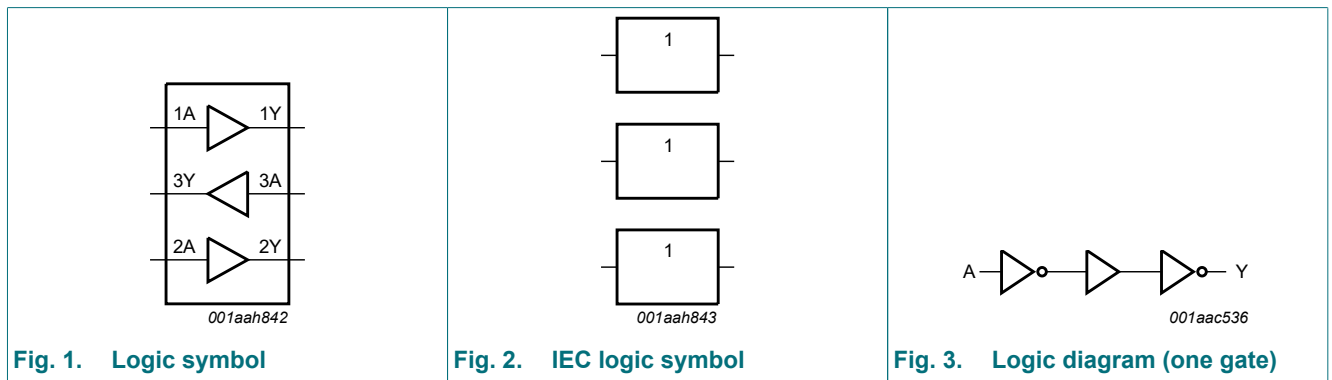 1A 1Y
3Y 3A
2A 2Y
001aah842
Fig. 1. Logic symbol
1
1
1
001aah843
Fig. 2. IEC logic symbol
A Y
001aac536
Fig. 3. Logic diagram (one gate)